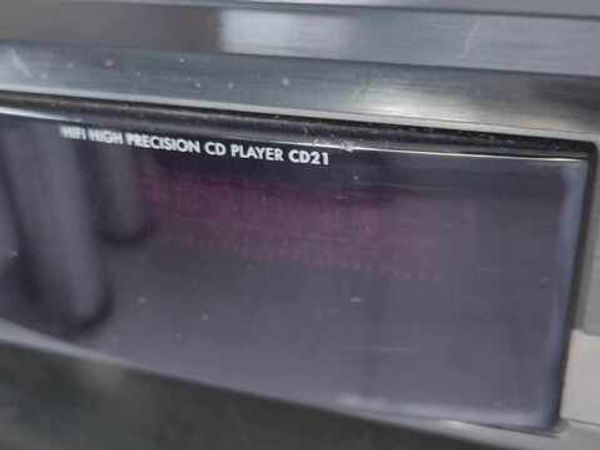 HIFI HIGH PRECISION CD PLAYER CD21